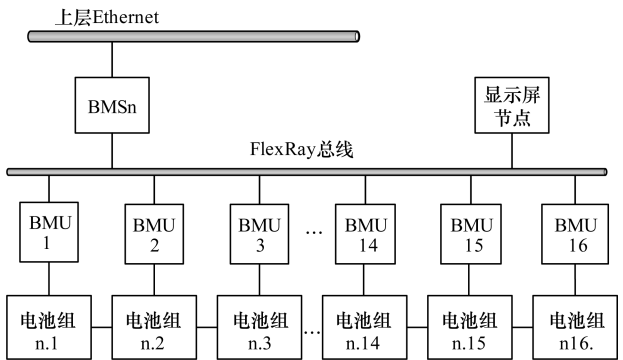 上层Ethernet
BMSn
显示屏
节点
FlexRay总线
BMU
1
BMU
2
BMU
3
...
BMU
14
BMU
15
BMU
16
电池组
n.1
电池组
n.2
电池组
n.3
...
电池组
n.14
电池组
n.15
电池组
n16.